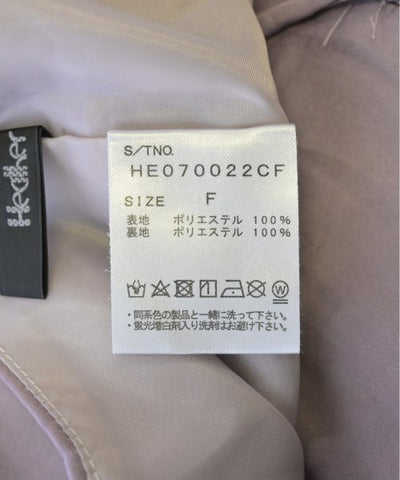 Heather
S/TNO.
HE070022CF
SIZE F
表地 ポリエステル 100%
裏地 ポリエステル 100%
W
・同系色の製品と一緒に洗って下さい。
・蛍光増白剤入り洗剤はお避け下さい。